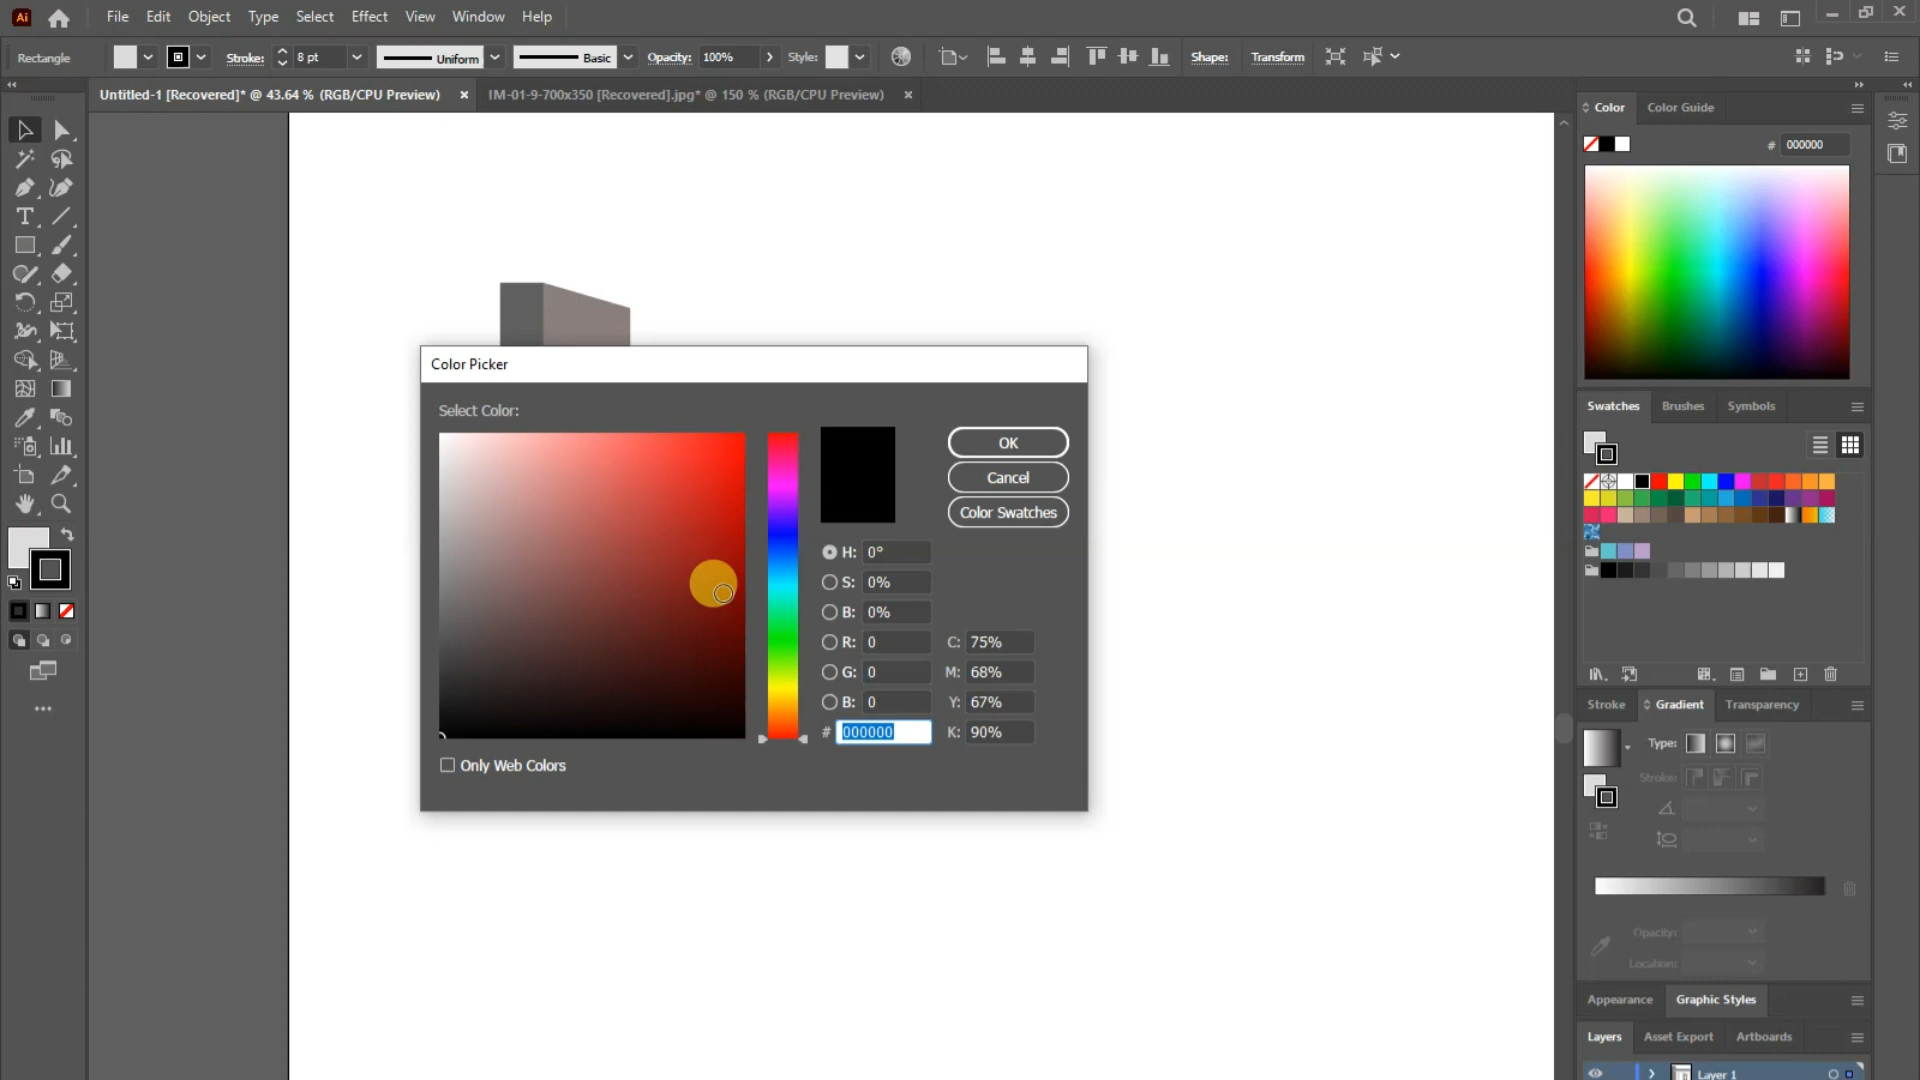 Ai File Edit Object Type Select Effect View Window Help
Rectangle Stroke: 8 pt Uniform Basic Opacity: 100% Style: Shape: Transform
Untitled-1 [Recovered]* @ 43.64 % (RGB/CPU Preview) × IM-01-9-700x350 [Recovered].jpg* @ 150 % (RGB/CPU Preview) ×
Color Color Guide
# 000000
Color Picker
Select Color:
OK
Cancel
Color Swatches
H: 0°
S: 0%
B: 0%
R: 0 C: 75%
G: 0 M: 68%
B: 0 Y: 67%
# 000000 K: 90%
Only Web Colors
Swatches Brushes Symbols
Stroke Gradient Transparency
Type:
Stroke:
Opacity:
Location:
Appearance Graphic Styles
Layers Asset Export Artboards
Layer 1